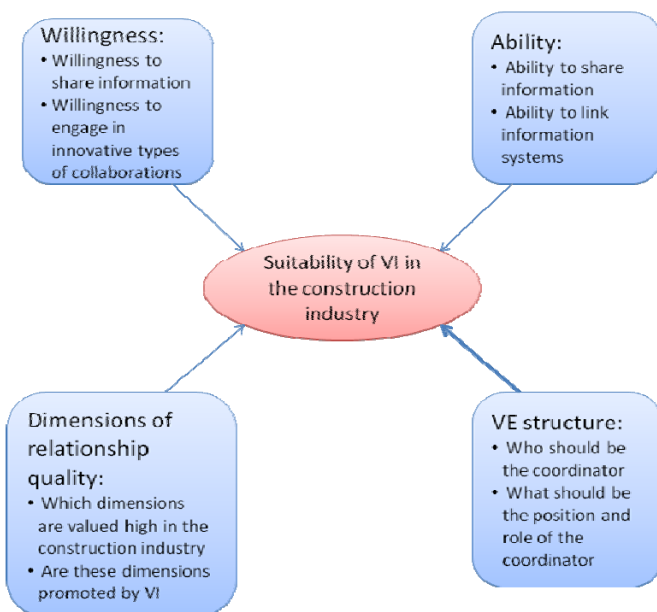 Willingness:
• Willingness to
share information
• Willingness to
engage in
innovative types
of collaborations
Ability:
• Ability to share
information
• Ability to link
information
systems
Suitability of VI in
the construction
industry
Dimensions of
relationship
quality:
• Which dimensions
are valued high in the
construction industry
• Are these dimensions
promoted by VI
VE structure:
• Who should be
the coordinator
• What should be
the position and
role of the
coordinator